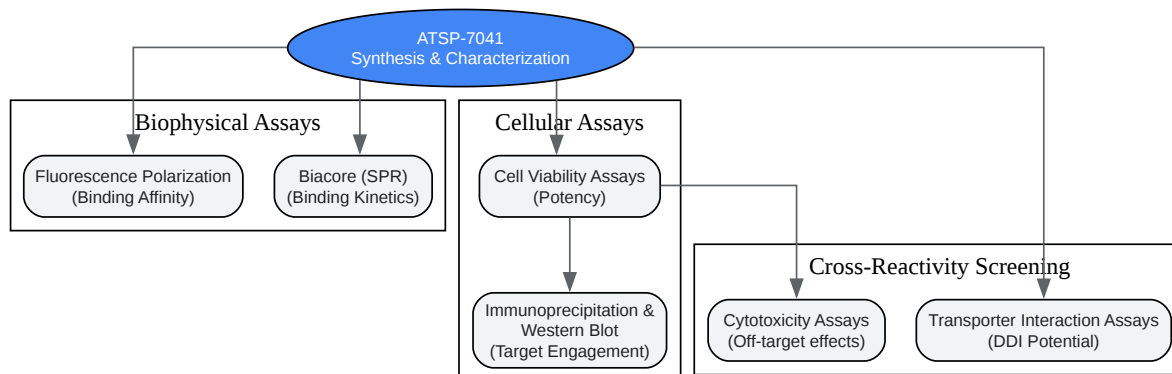 ATSP-7041
Synthesis & Characterization
Biophysical Assays
Fluorescence Polarization
(Binding Affinity)
Biacore (SPR)
(Binding Kinetics)
Cellular Assays
Cell Viability Assays
(Potency)
Immunoprecipitation &
Western Blot
(Target Engagement)
Cross-Reactivity Screening
Cytotoxicity Assays
(Off-target effects)
Transporter Interaction Assays
(DDI Potential)